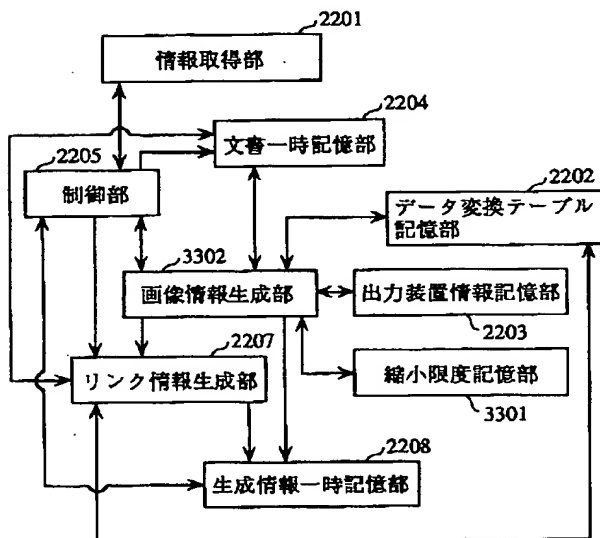 2201
情報取得部
2204
文書一時記憶部
2205
制御部
2202
データ変換テーブル
記憶部
3302
画像情報生成部
出力装置情報記憶部
2203
2207
リンク情報生成部
縮小限度記憶部
3301
2208
生成情報一時記憶部